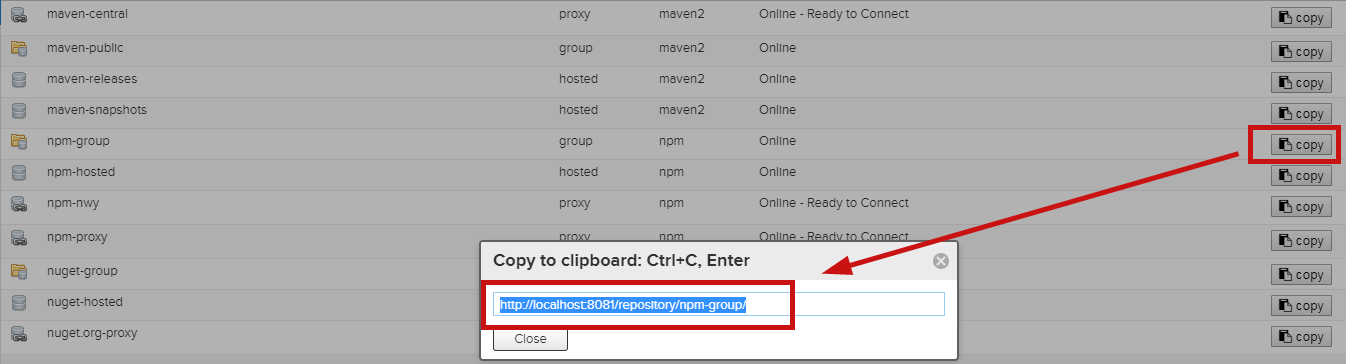 maven-central proxy maven2 Online - Ready to Connect copy
maven-public group maven2 Online copy
maven-releases hosted maven2 Online copy
maven-snapshots hosted maven2 Online copy
npm-group group npm Online copy
npm-hosted hosted npm Online copy
npm-nwy proxy npm Online - Ready to Connect copy
npm-proxy proxy npm Online - Ready to Connect copy
Copy to clipboard: Ctrl+C, Enter
nuget-group copy
nuget-hosted copy
http://localhost:8081/repository/npm-group/
nuget.org-proxy copy
Close